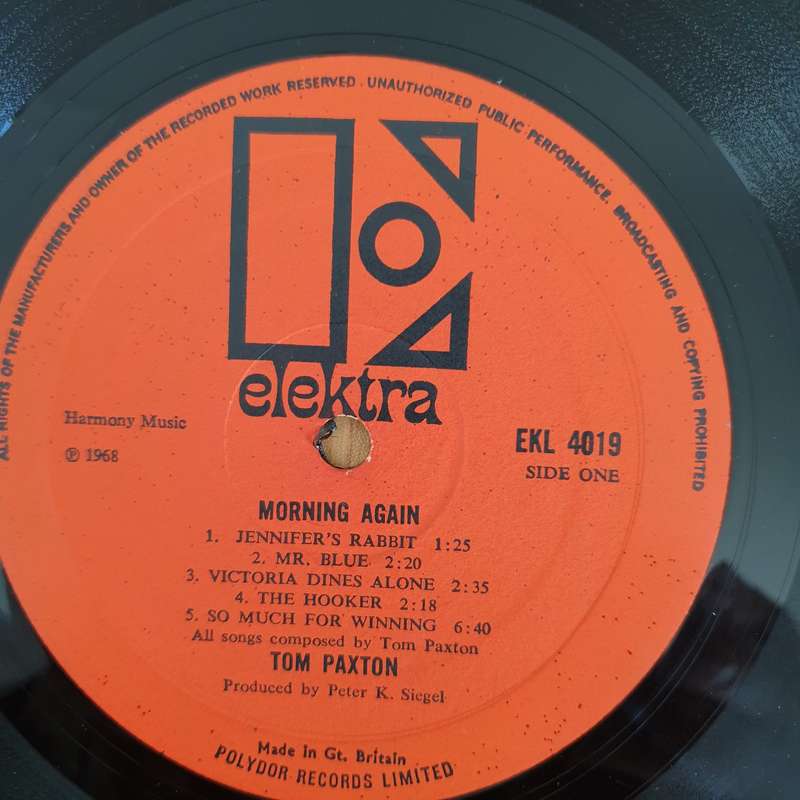 ALL RIGHTS OF THE MANUFACTURERS AND OWNER OF THE RECORDED WORK RESERVED. UNAUTHORIZED PUBLIC PERFORMANCE, BROADCASTING AND COPYING PROHIBITED
elektra
Harmony Music
℗ 1968
EKL 4019
SIDE ONE
MORNING AGAIN
1. JENNIFER'S RABBIT 1:25
2. MR. BLUE 2:20
3. VICTORIA DINES ALONE 2:35
4. THE HOOKER 2:18
5. SO MUCH FOR WINNING 6:40
All songs composed by Tom Paxton
TOM PAXTON
Produced by Peter K. Siegel
Made in Gt. Britain
POLYDOR RECORDS LIMITED